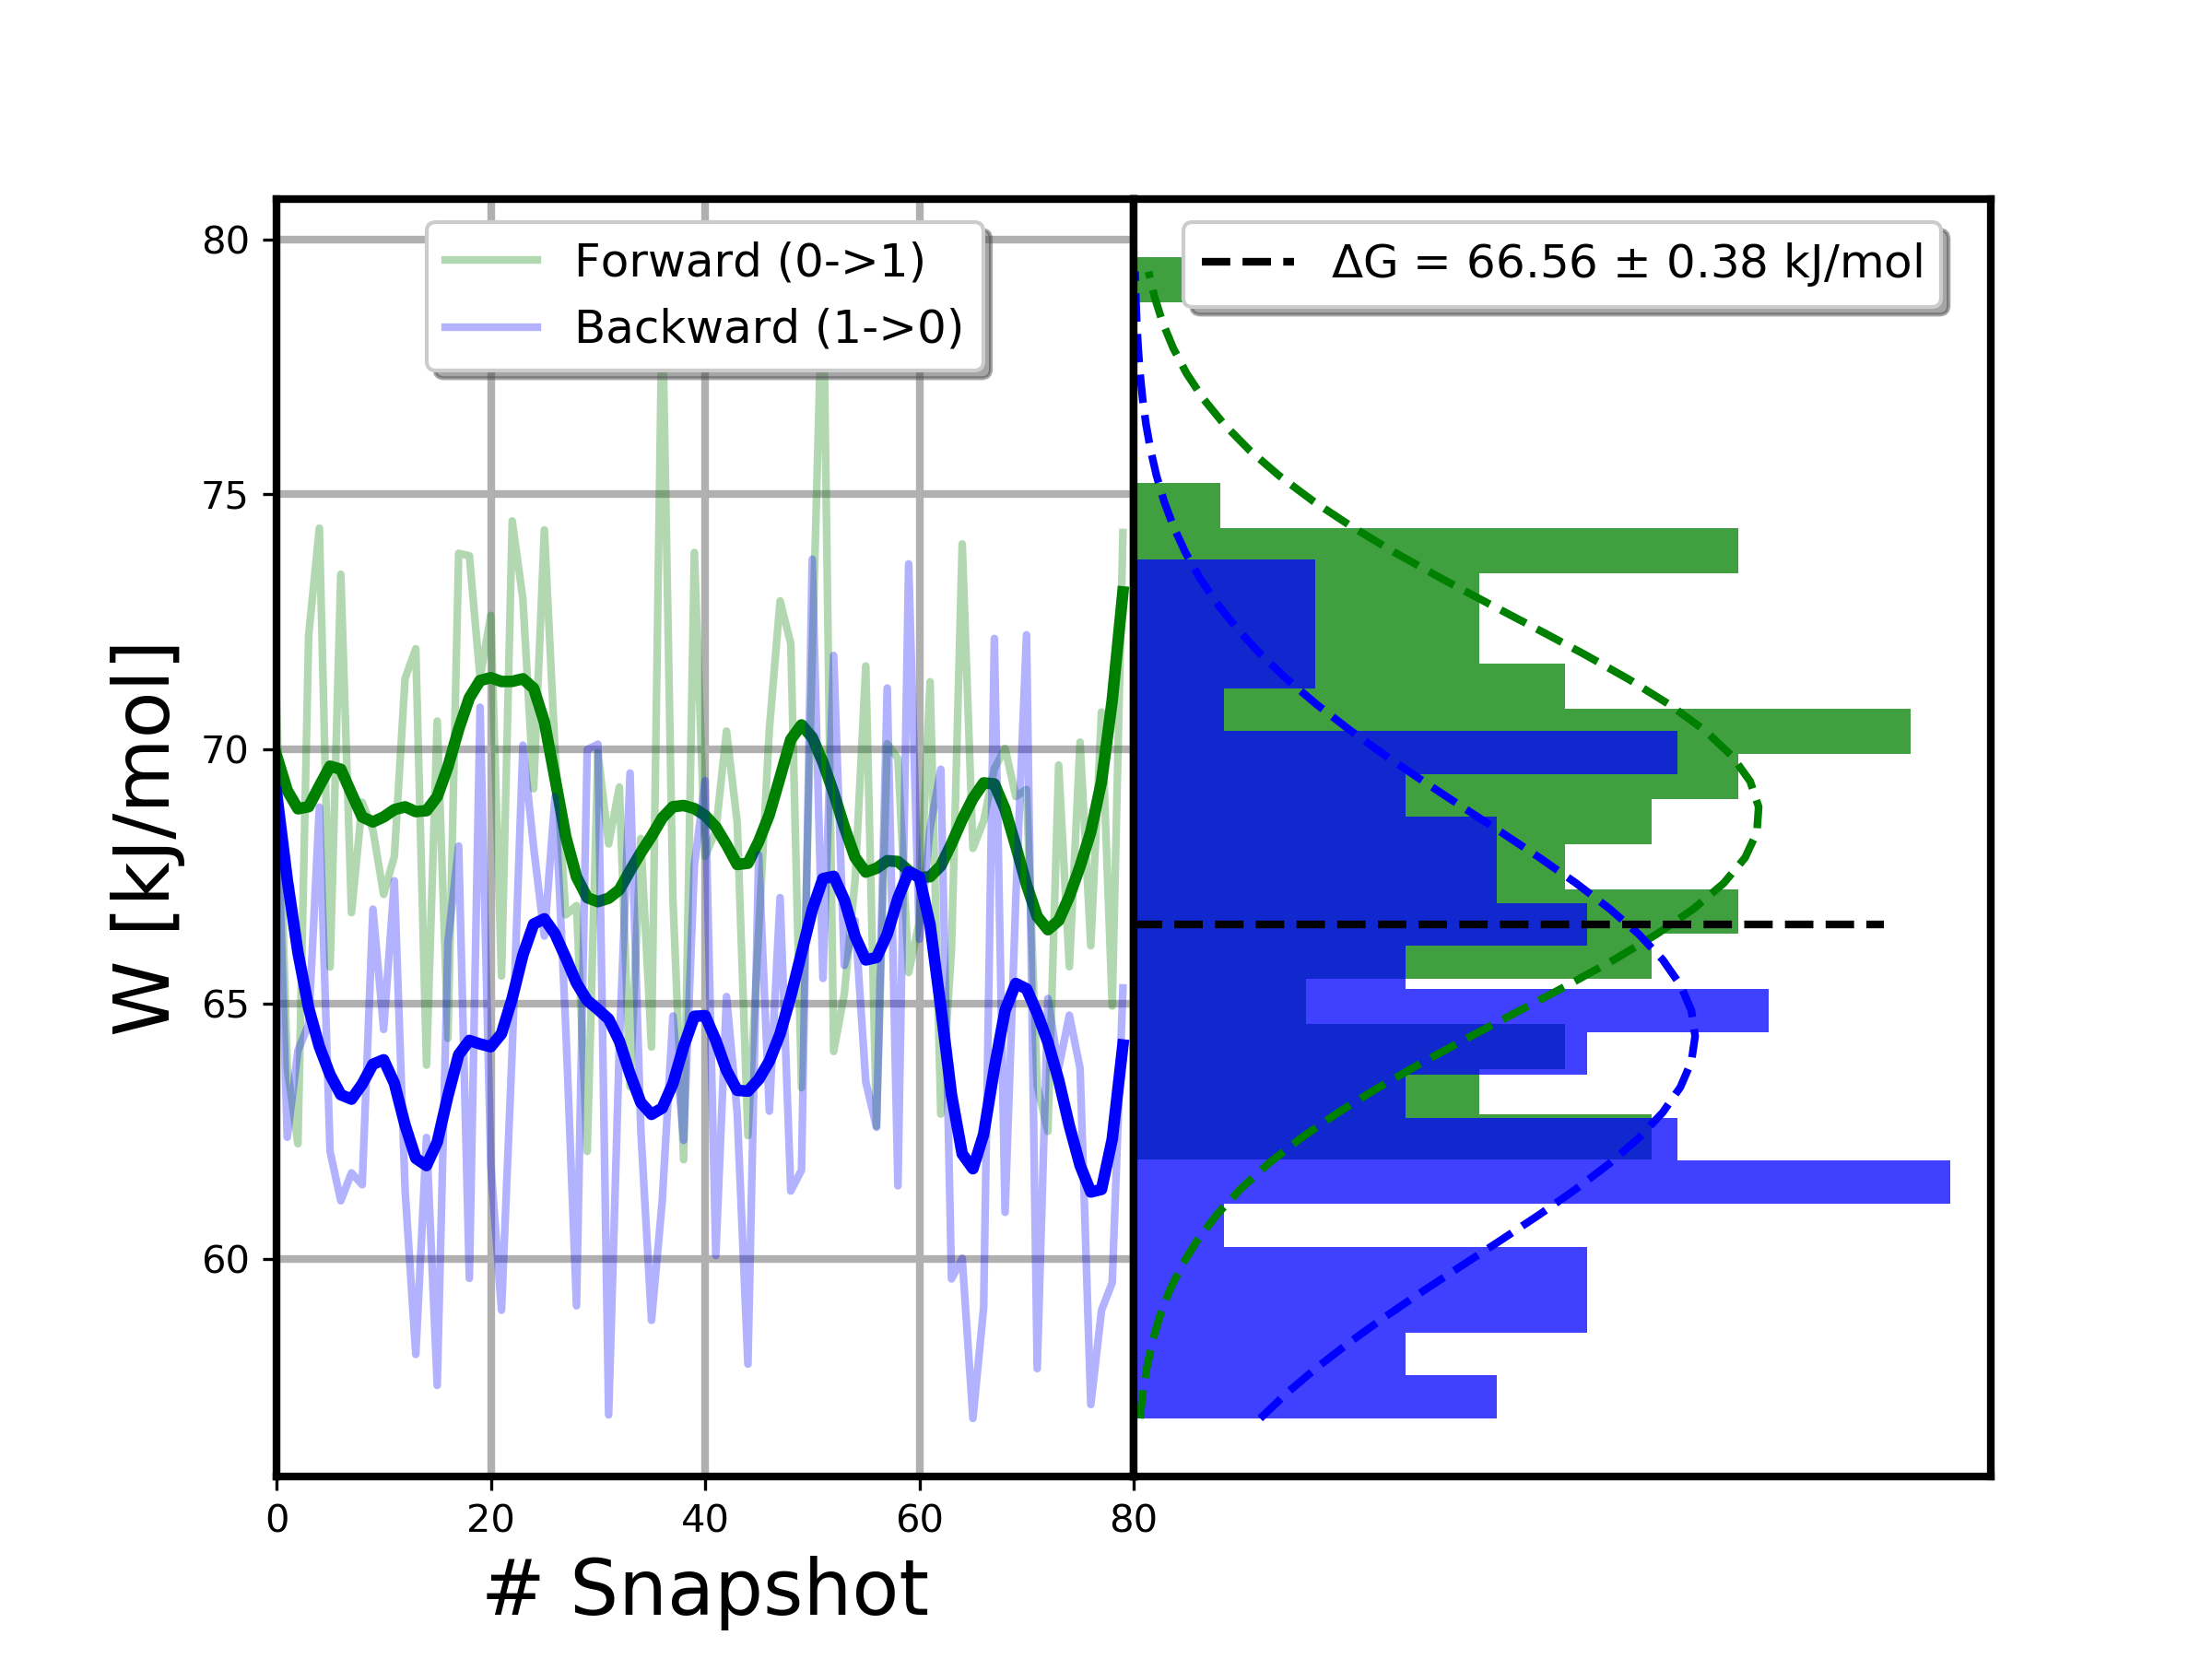 80
75
70
65
60
W [kJ/mol]
Forward (0->1)
Backward (1->0)
ΔG = 66.56 ± 0.38 kJ/mol
0 20 40 60 80
# Snapshot